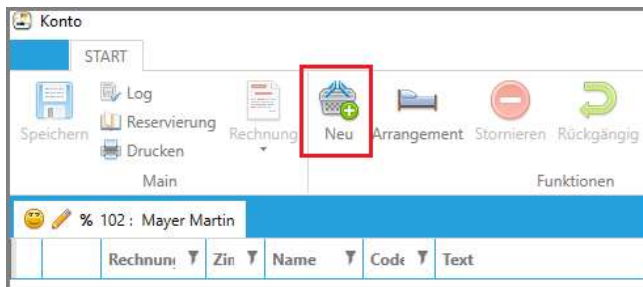 Konto
START
Speichern
Log
Reservierung
Drucken
Rechnung
Neu
Arrangement
Stornieren
Rückgängig
Main
Funktionen
% 102 : Mayer Martin
Rechnung Zin Name Code Text